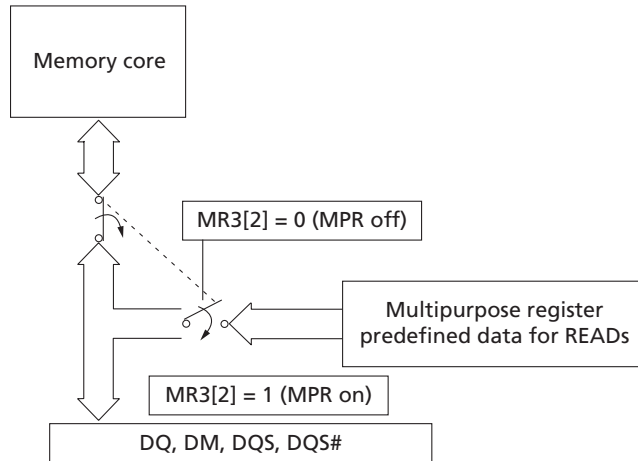 Memory core
MR3[2] = 0 (MPR off)
Multipurpose register
predefined data for READs
MR3[2] = 1 (MPR on)
DQ, DM, DQS, DQS#